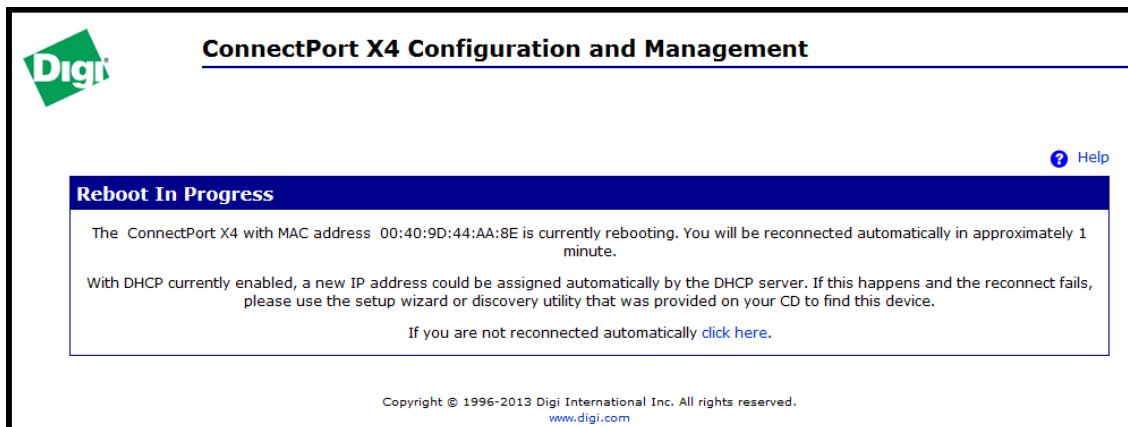 Digi
ConnectPort X4 Configuration and Management
? Help
Reboot In Progress
The ConnectPort X4 with MAC address 00:40:9D:44:AA:8E is currently rebooting. You will be reconnected automatically in approximately 1
minute.
With DHCP currently enabled, a new IP address could be assigned automatically by the DHCP server. If this happens and the reconnect fails,
please use the setup wizard or discovery utility that was provided on your CD to find this device.
If you are not reconnected automatically click here.
Copyright © 1996-2013 Digi International Inc. All rights reserved.
www.digi.com